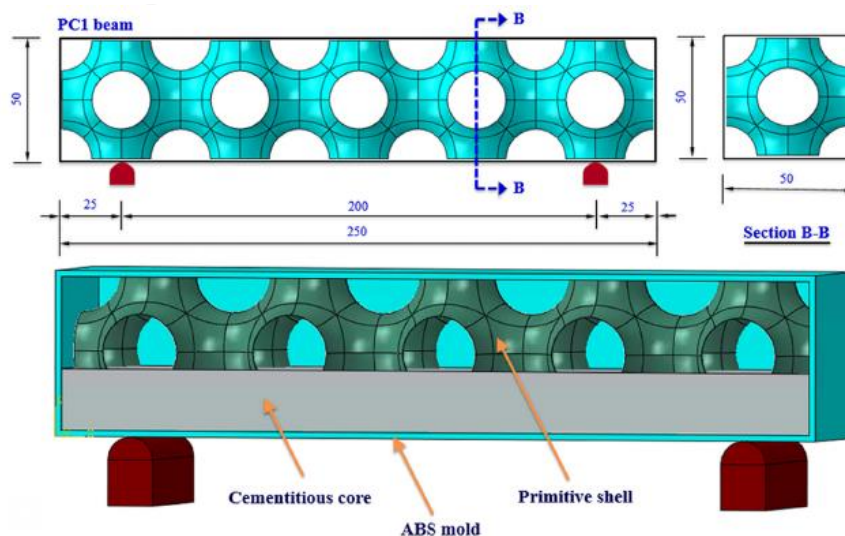 PC1 beam
B
50
50
B
25
200
25
50
250
Section B-B
Cementitious core
Primitive shell
ABS mold